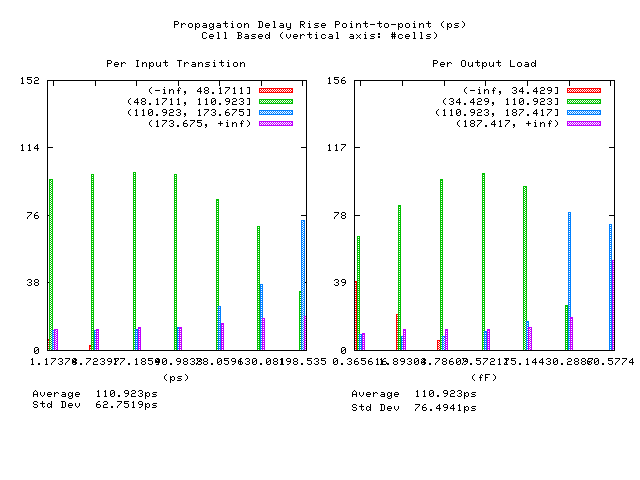 Propagation Delay Rise Point-to-point (ps)
Cell Based (vertical axis: #cells)
Per Input Transition
152
114
76
38
0
(-inf, 48.1711]
(48.1711, 110.923]
(110.923, 173.675]
(173.675, +inf)
(ps)
Average 110.923ps
Std Dev 62.7519ps
Per Output Load
156
117
78
39
0
(-inf, 34.429]
(34.429, 110.923]
(110.923, 187.417]
(187.417, +inf)
(fF)
Average 110.923ps
Std Dev 76.4941ps